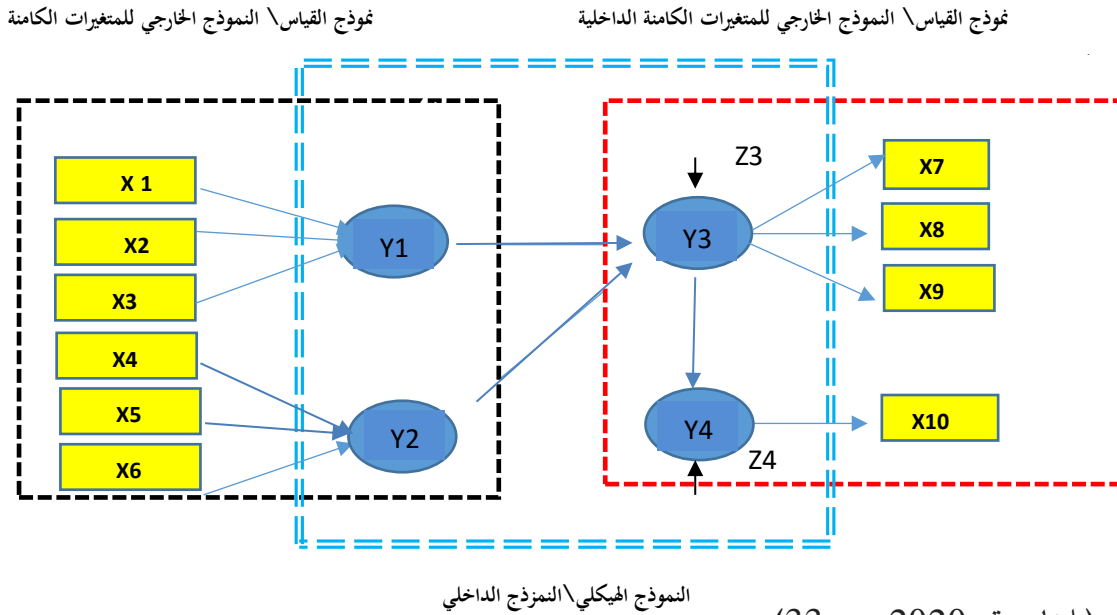 نموذج القياس\ النموذج الخارجي للمتغيرات الكامنة الداخلية
نموذج القياس\ النموذج الخارجي للمتغيرات الكامنة
X 1
X2
X3
X4
X5
X6
Y1
Y2
Z3
Y3
Y4
Z4
X7
X8
X9
X10
النموذج الهيكلي\النمزذج الداخلي
2020